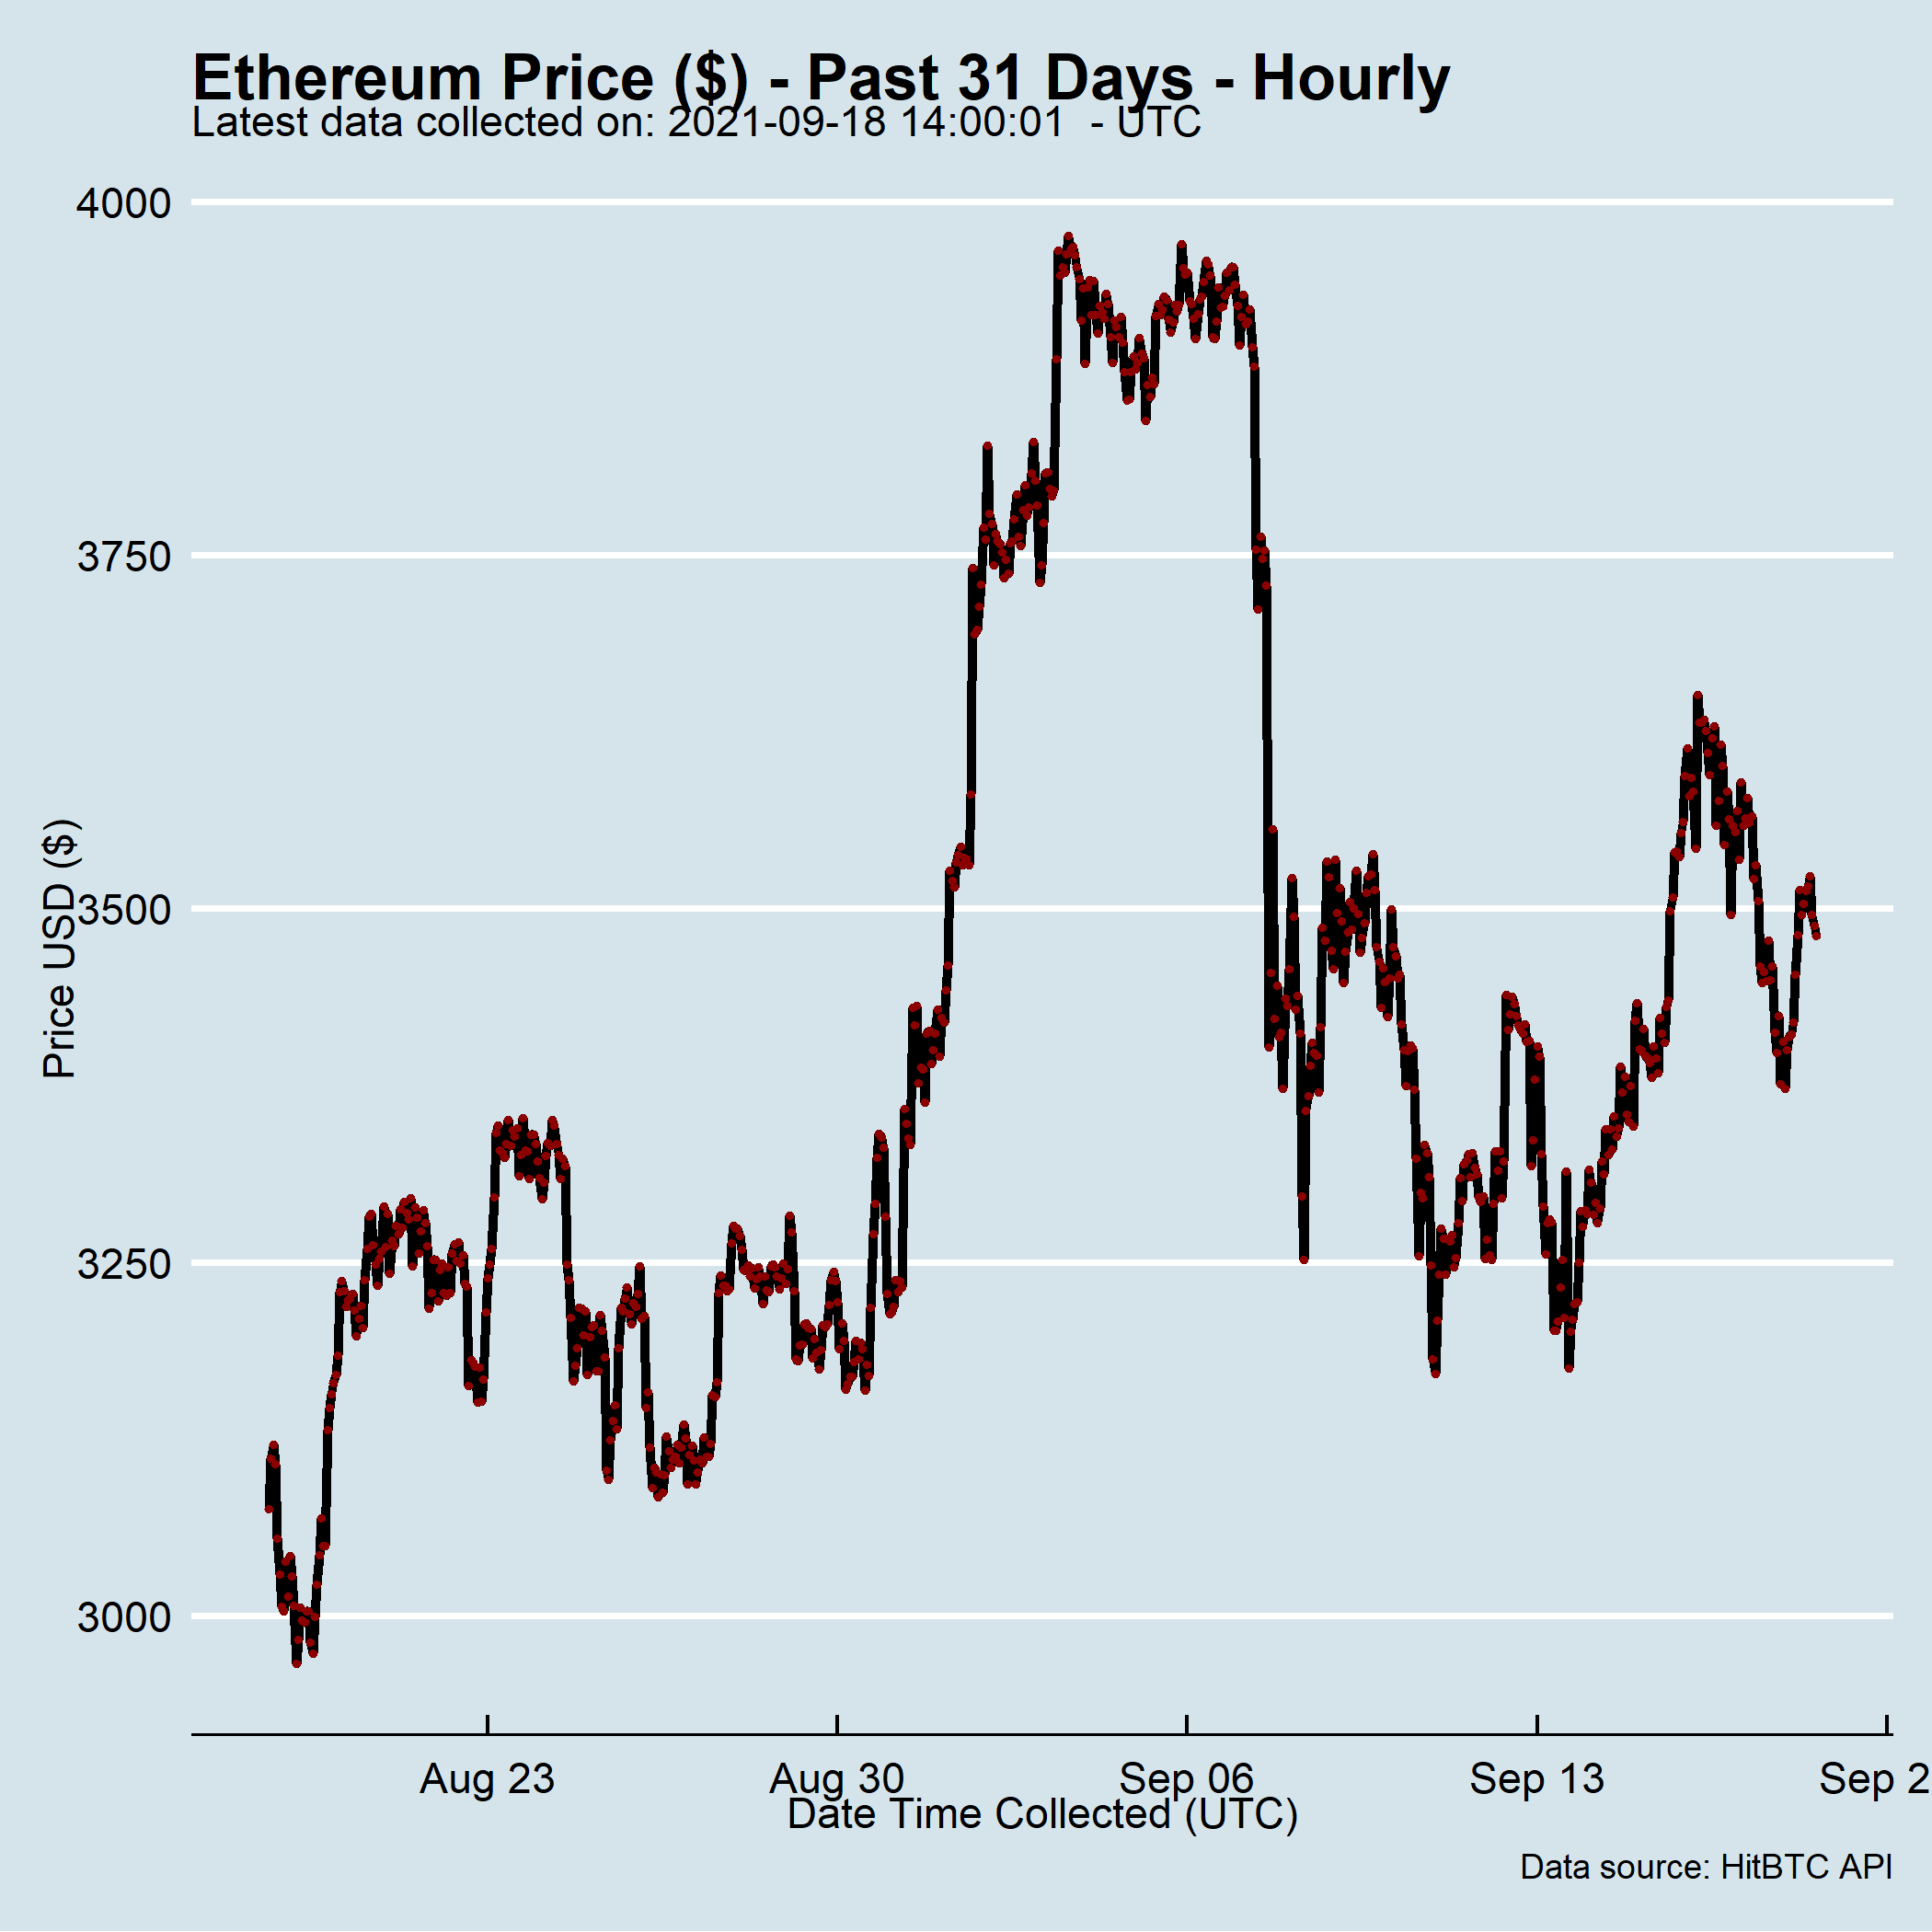 Ethereum Price ($) - Past 31 Days - Hourly
Latest data collected on: 2021-09-18 14:00:01  - UTC
4000
3750
3500
3250
3000
Price USD ($)
Aug 23
Aug 30
Sep 06
Sep 13
Sep 2
Date Time Collected (UTC)
Data source: HitBTC API